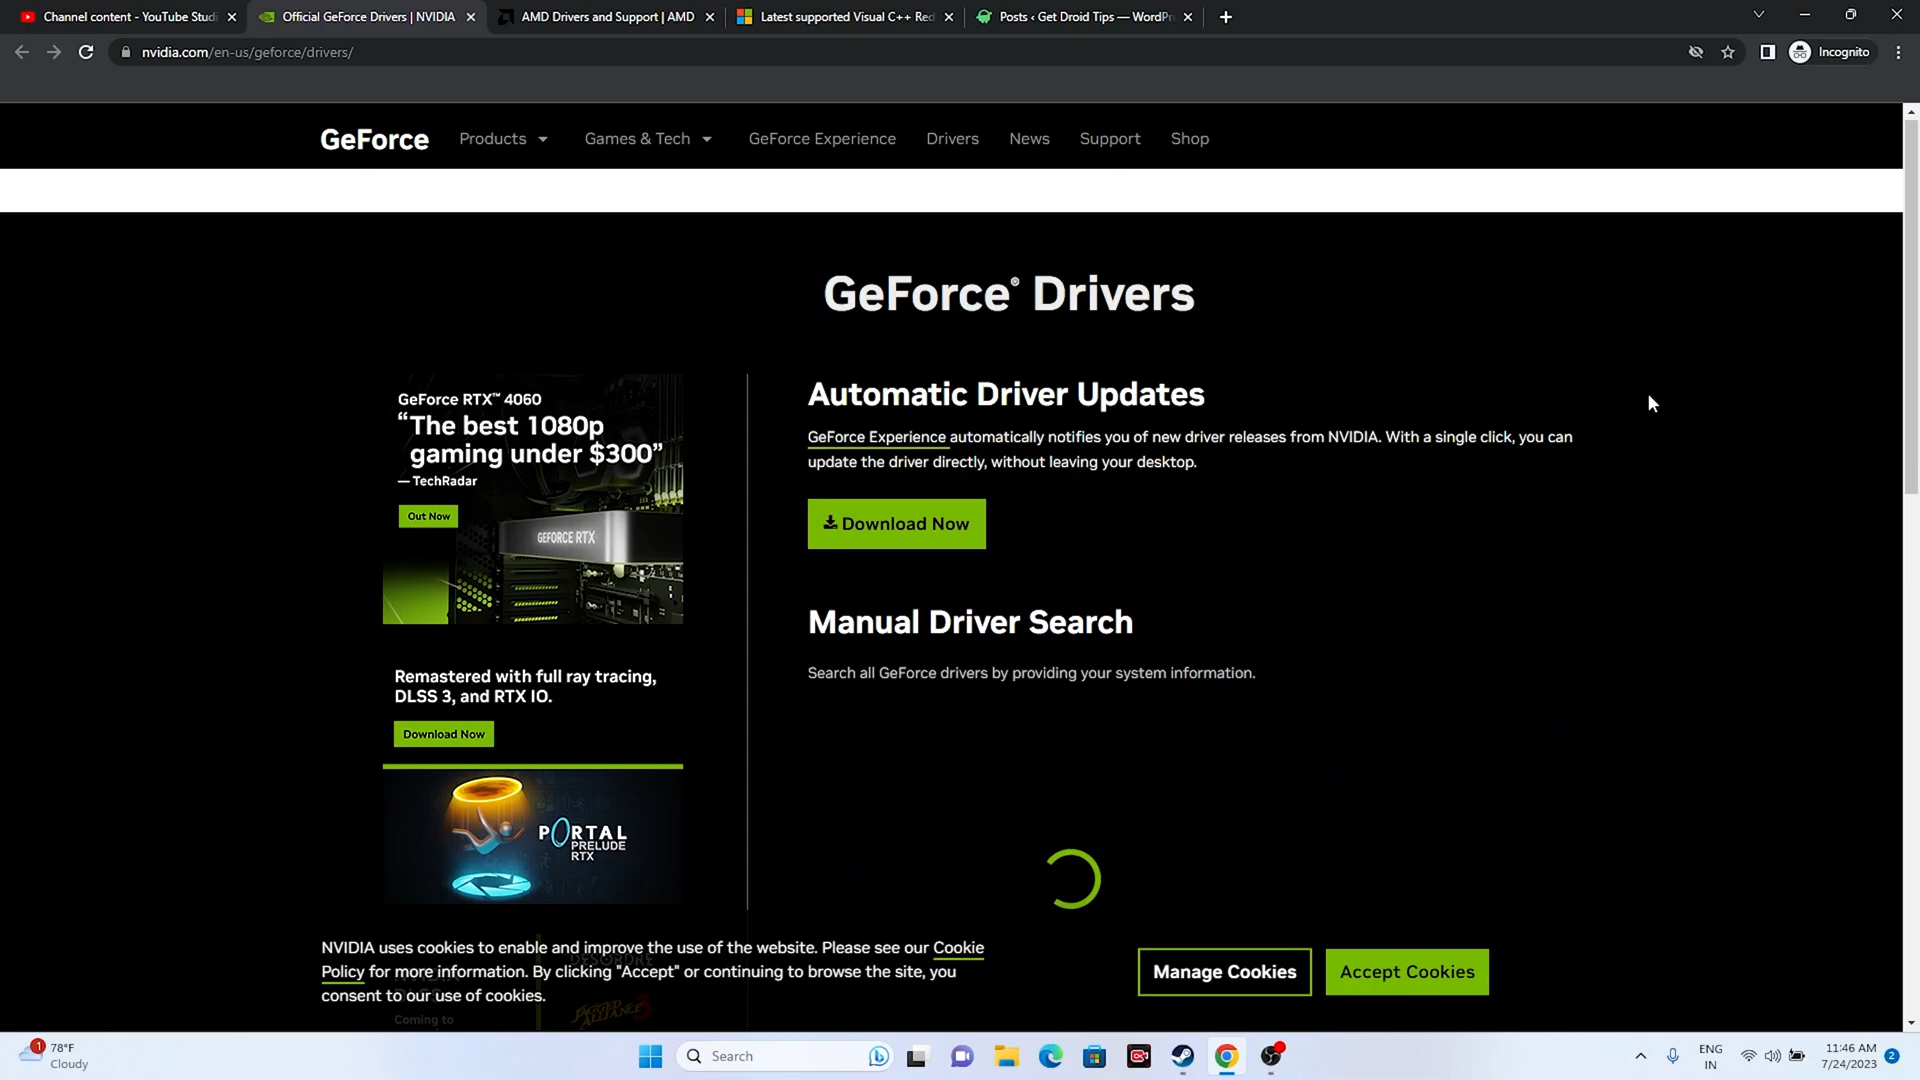 Channel content - YouTube Studi
Official GeForce Drivers | NVIDIA
AMD Drivers and Support | AMD
Latest supported Visual C++ Red
Posts ‹ Get Droid Tips — WordPr
nvidia.com/en-us/geforce/drivers/
Incognito
GeForce
Products
Games & Tech
GeForce Experience
Drivers
News
Support
Shop
GeForce® Drivers
GeForce RTX™ 4060
“The best 1080p
gaming under $300”
— TechRadar
Out Now
GEFORCE RTX
Remastered with full ray tracing,
DLSS 3, and RTX IO.
Download Now
PORTAL
PRELUDE
RTX
Automatic Driver Updates
GeForce Experience automatically notifies you of new driver releases from NVIDIA. With a single click, you can
update the driver directly, without leaving your desktop.
Download Now
Manual Driver Search
Search all GeForce drivers by providing your system information.
NVIDIA uses cookies to enable and improve the use of the website. Please see our Cookie
Policy for more information. By clicking "Accept" or continuing to browse the site, you
consent to our use of cookies.
Coming to
JAGGED
ALLIANCE 3
Manage Cookies
Accept Cookies
1
78°F
Cloudy
Search
ENG
IN
11:46 AM
7/24/2023
2